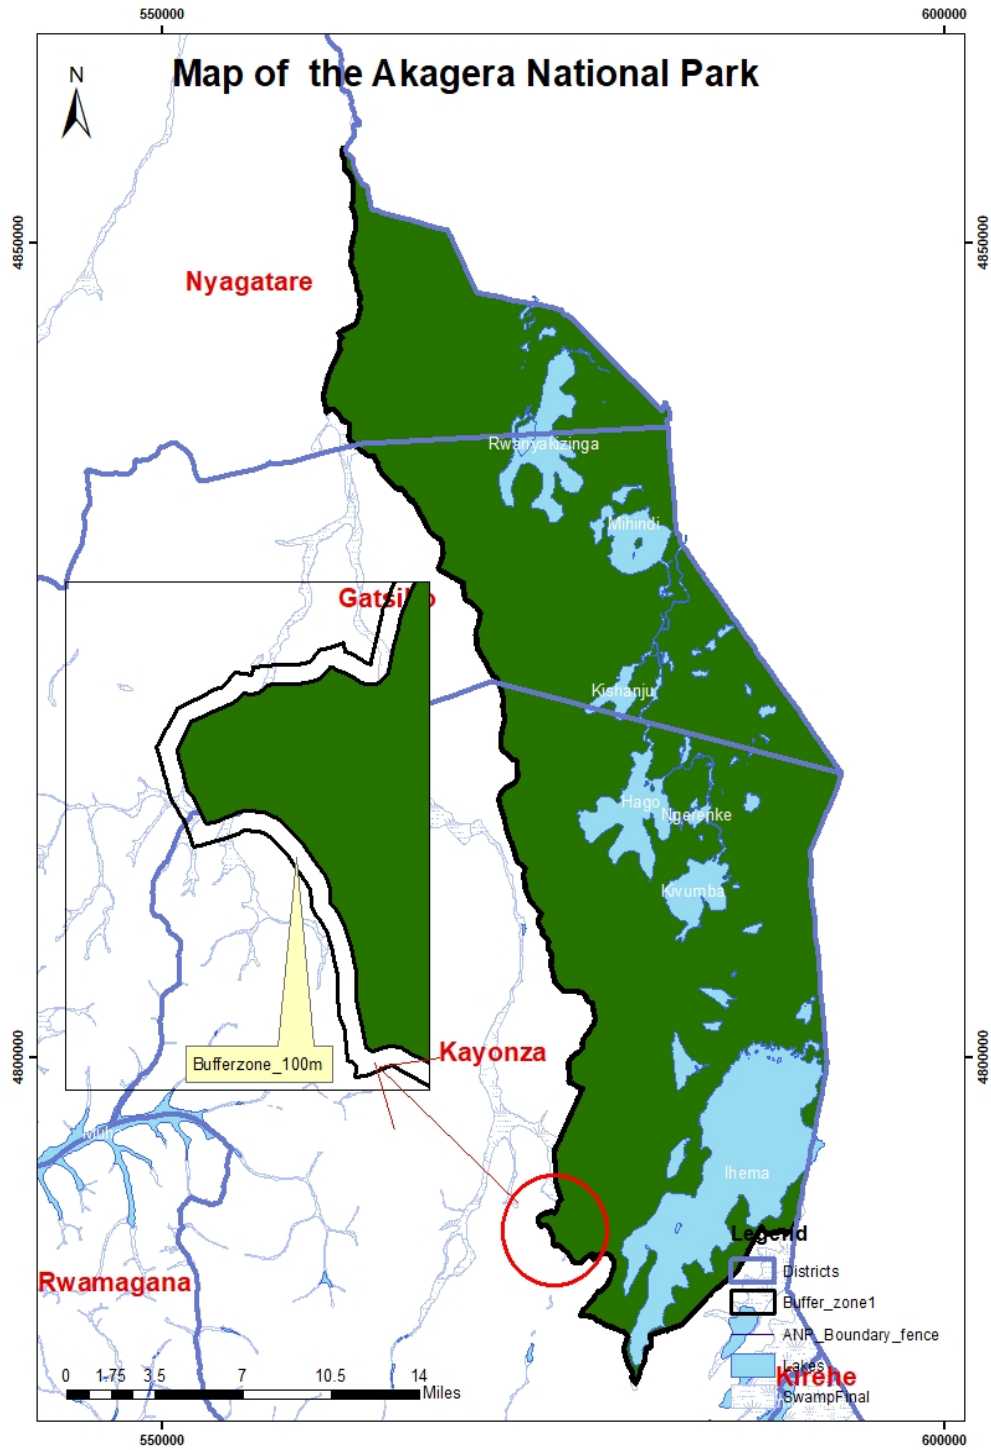 550000
600000
Map of the Akagera National Park
N
4850000
4850000
Nyagatare
Rwanyakizinga
Mihindi
Gatsibo
Kishanju
Hago
Ngerenke
Kivumba
Bufferzone_100m
Kayonza
4800000
4800000
Muh
Ihema
Legend
Districts
Rwamagana
Buffer_zone1
ANP_Boundary_fence
Lakes
Kirehe
SwampFinal
0 1.75 3.5 7 10.5 14
Miles
550000
600000